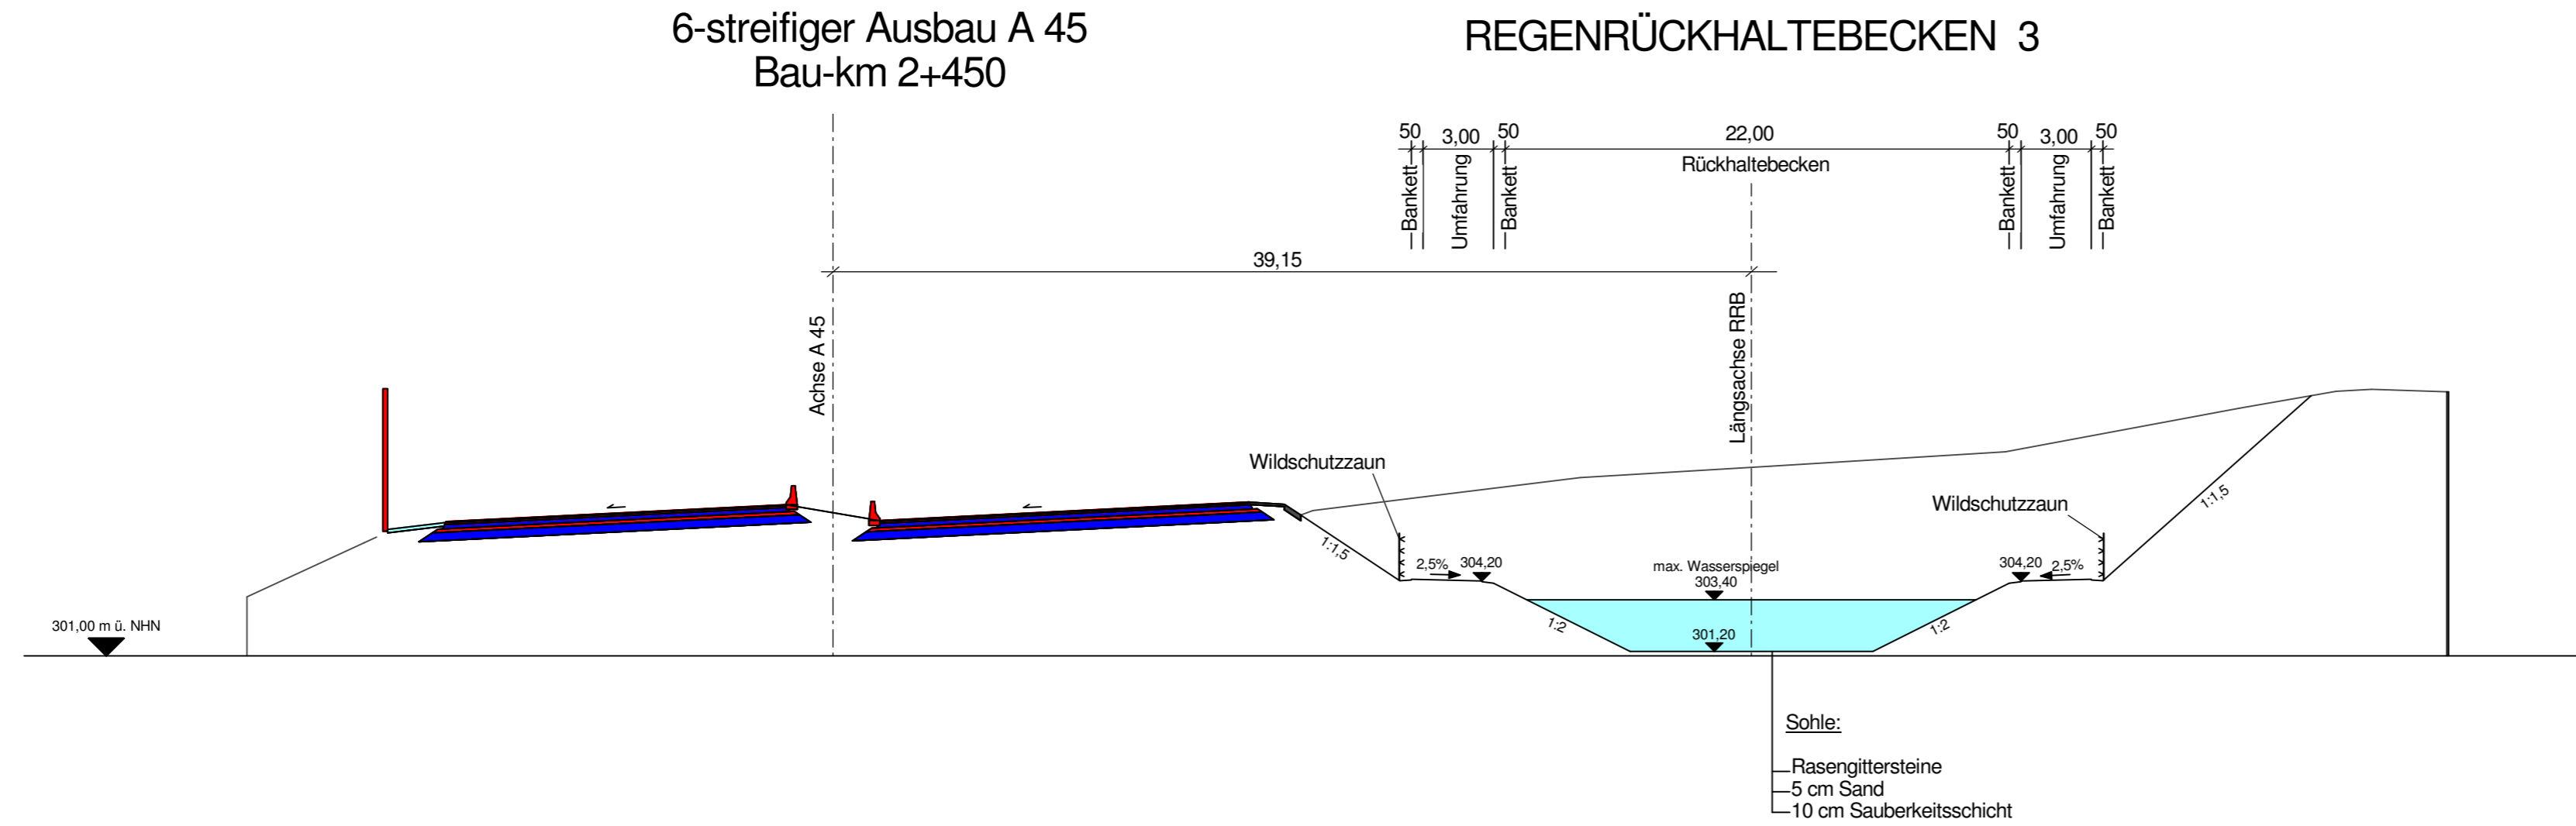 6-streifiger Ausbau A 45
Bau-km 2+450
REGENRÜCKHALTEBECKEN 3
50 3,00 50 22,00 50 3,00 50
Rückhaltebecken
Bankett
Umfahrung
Bankett
Bankett
Umfahrung
Bankett
39,15
Achse A 45
Längsachse RRB
Wildschutzzaun
Wildschutzzaun
1:1,5
1:1,5
2,5% 304,20
max. Wasserspiegel
303,40
304,20 2,5%
1:2
301,20
1:2
301,00 m ü. NHN
Sohle:
Rasengittersteine
5 cm Sand
10 cm Sauberkeitsschicht